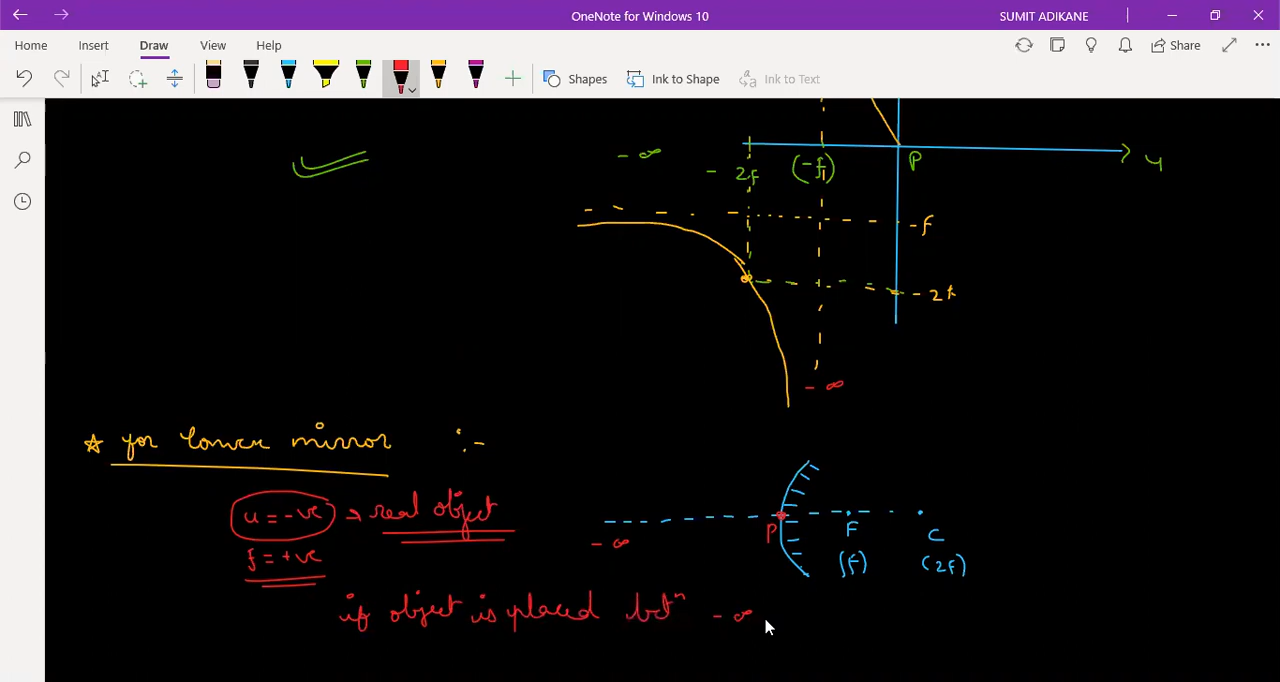 OneNote for Windows 10
SUMIT ADIKANE
Home Insert Draw View Help
Share
Shapes Ink to Shape Ink to Text
- ∞ - 2f (-f) P u
- f
- 2f
- ∞
☆ for conver mirror :-
u = -ve → real object
f = +ve
- ∞ P F C
(f) (2f)
if object is placed betⁿ - ∞